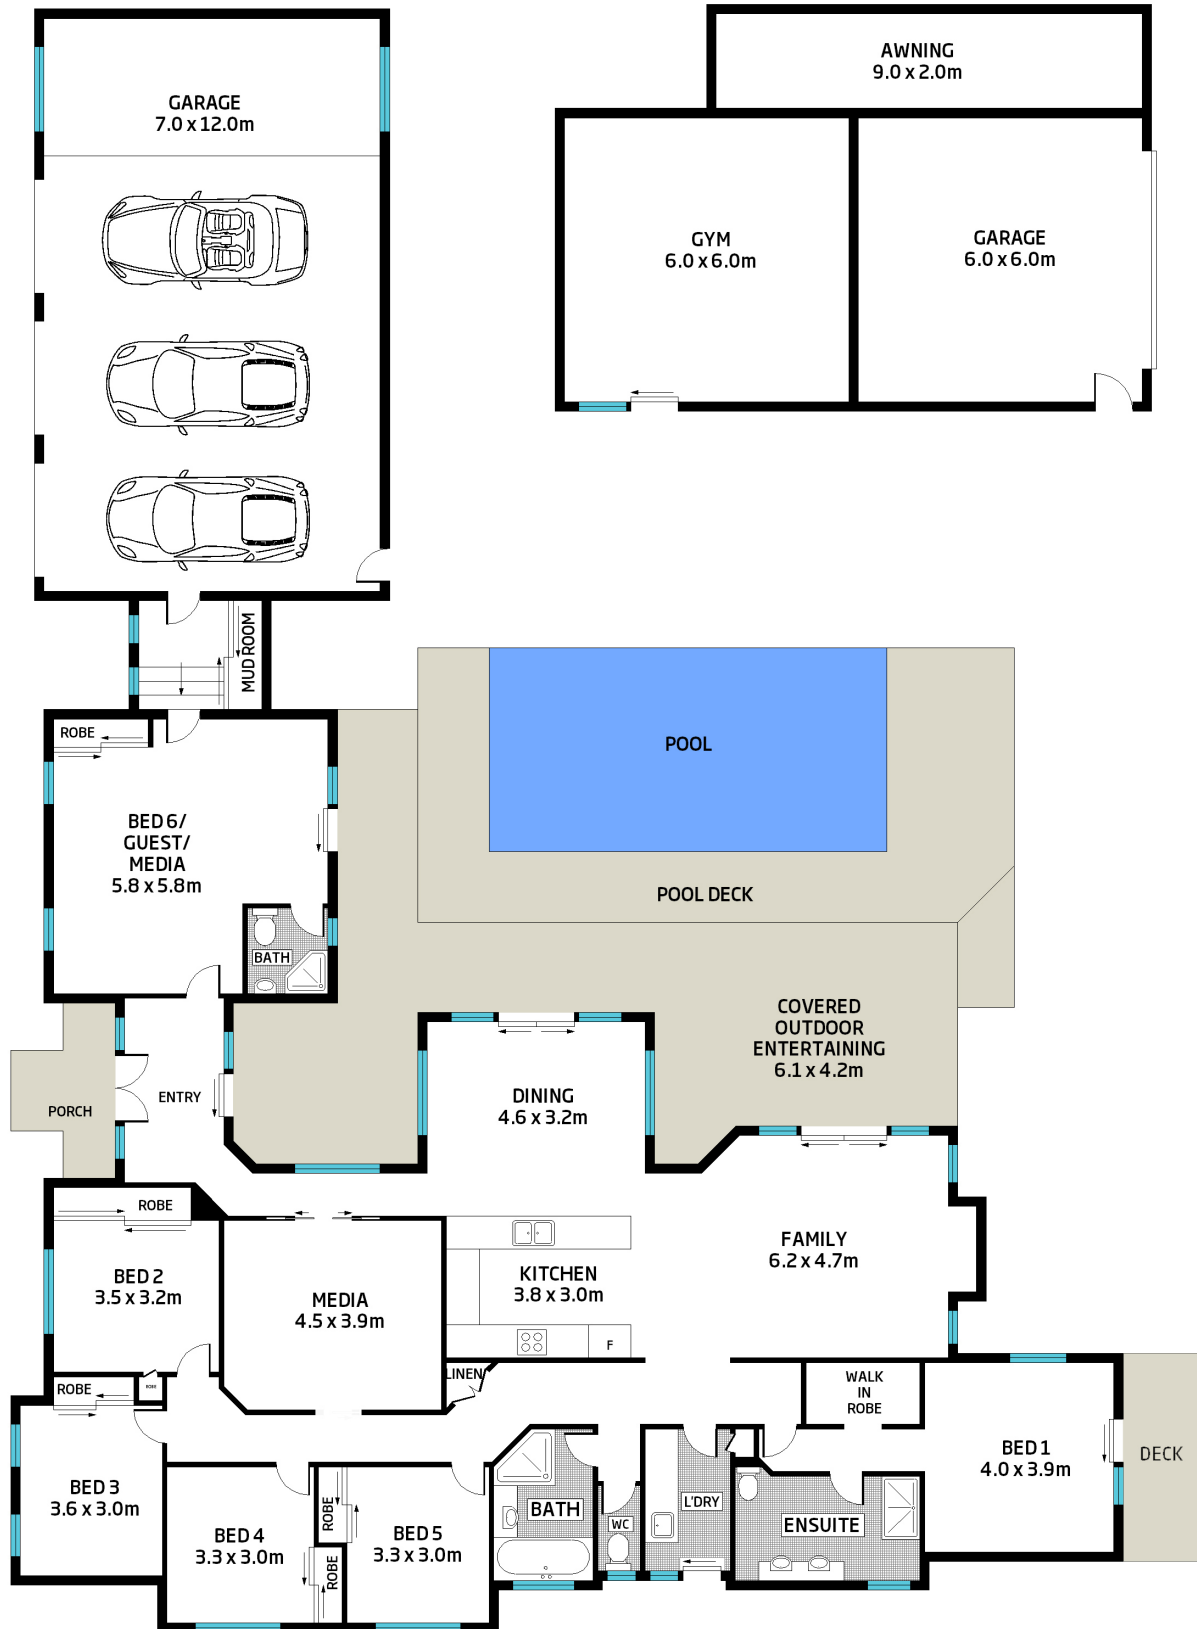 AWNING
9.0 x 2.0m
GARAGE
7.0 x 12.0m
GYM
6.0 x 6.0m
GARAGE
6.0 x 6.0m
MUD ROOM
ROBE
POOL
BED 6/
GUEST/
MEDIA
5.8 x 5.8m
POOL DECK
BATH
COVERED
OUTDOOR
ENTERTAINING
6.1 x 4.2m
DINING
4.6 x 3.2m
ENTRY
PORCH
ROBE
FAMILY
6.2 x 4.7m
BED 2
3.5 x 3.2m
KITCHEN
3.8 x 3.0m
MEDIA
4.5 x 3.9m
F
LINEN
ROBE
ROBE
WALK
IN
ROBE
BED 1
4.0 x 3.9m
DECK
BED 3
3.6 x 3.0m
ROBE
BATH
L'DRY
WC
ENSUITE
BED 4
3.3 x 3.0m
BED 5
3.3 x 3.0m
ROBE